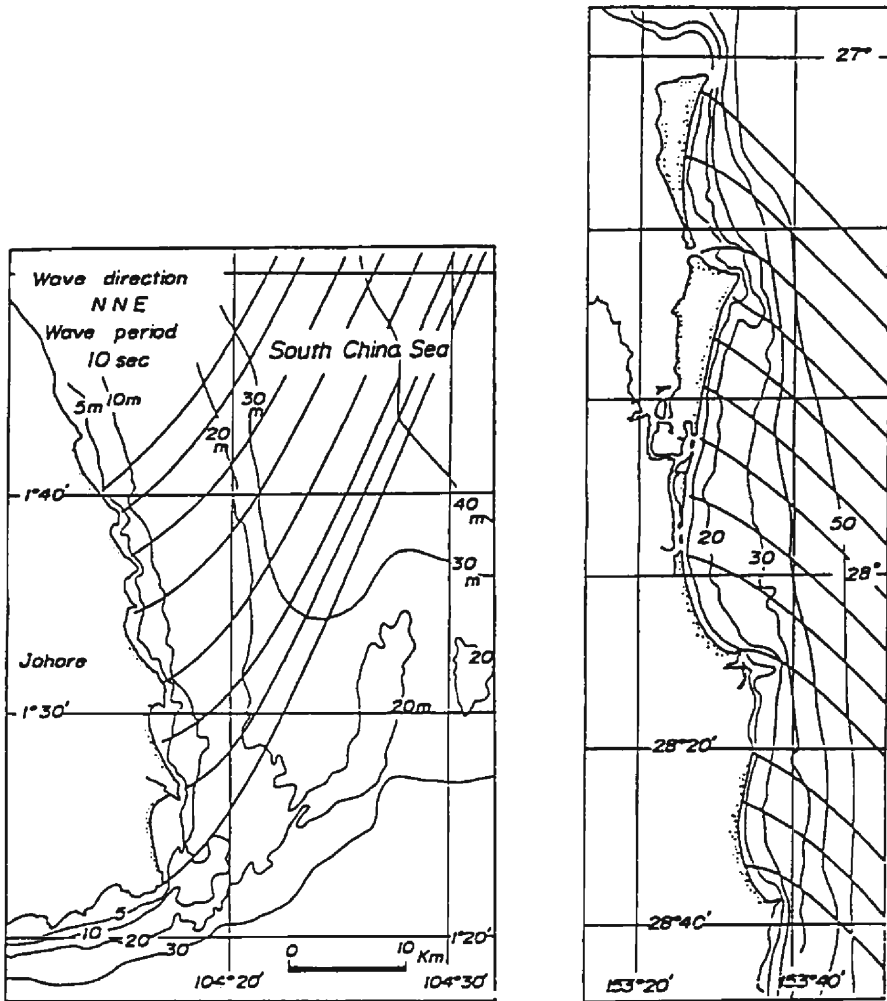 Wave direction
NNE
Wave period
10 sec
South China Sea
5m 10m
20
m
30
m
1°40'
40
m
30
m
Johore
20
20m
1°30'
5
10
20
30
0 10
Km
1°20'
104°20' 104°30'
27°
50
20
30
28°
28°20'
28°40'
153°20' 153°40'